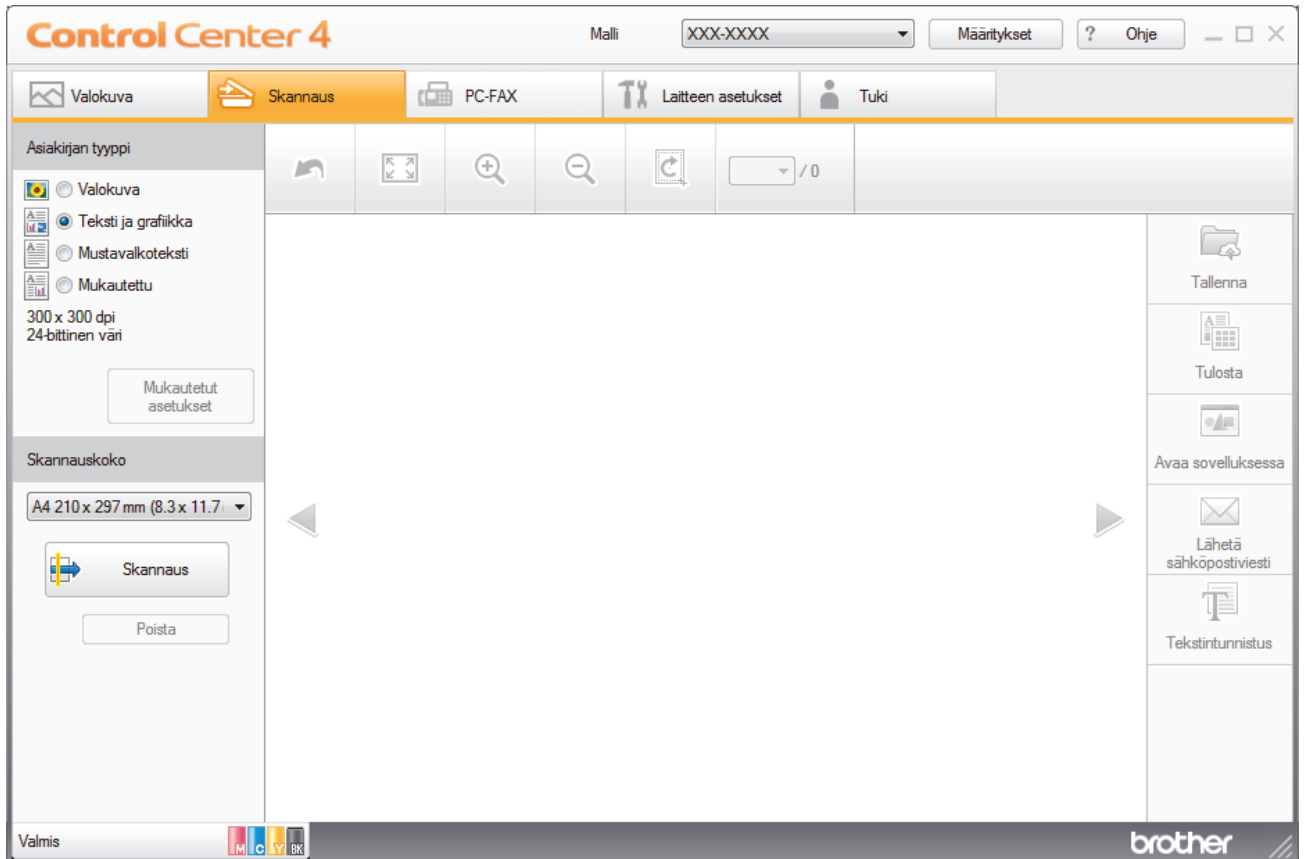 Control Center 4
Malli
XXX-XXXX
Määritykset
? Ohje
Valokuva
Skannaus
PC-FAX
Laitteen asetukset
Tuki
Asiakirjan tyyppi
Valokuva
Teksti ja grafiikka
Mustavalkoteksti
Mukautettu
300 x 300 dpi
24-bittinen väri
Mukautetut
asetukset
Skannauskoko
A4 210 x 297 mm (8.3 x 11.7
Skannaus
Poista
/ 0
Tallenna
Tulosta
Avaa sovelluksessa
Lähetä
sähköpostiviesti
Tekstintunnistus
Valmis
M C Y BK
brother